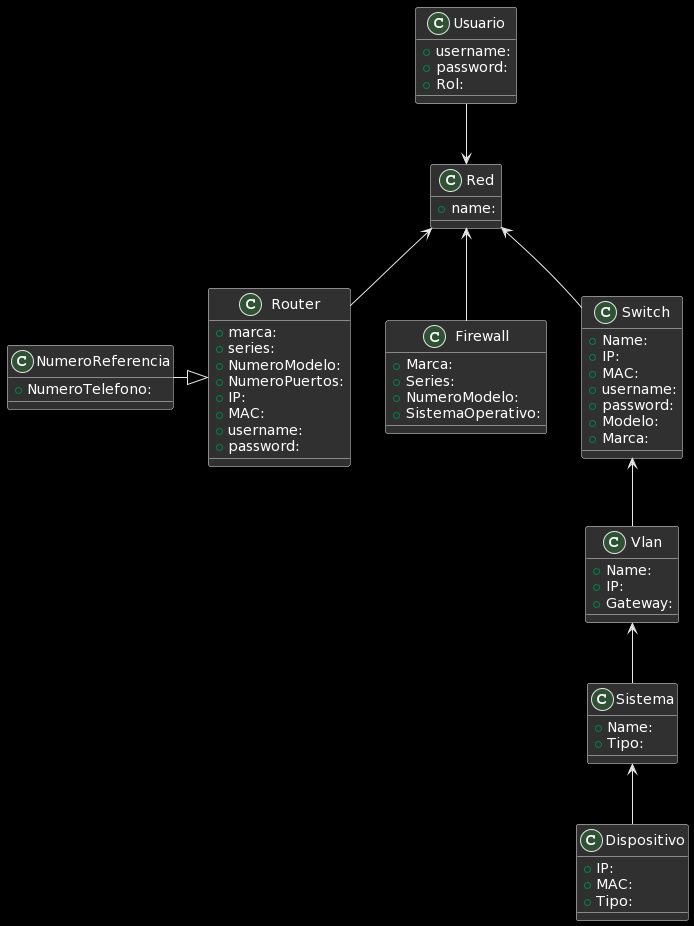 C Usuario
username:
password:
Rol:
C Red
name:
C Router
marca:
series:
NumeroModelo:
NumeroPuertos:
IP:
MAC:
username:
password:
C NumeroReferencia
NumeroTelefono:
C Firewall
Marca:
Series:
NumeroModelo:
SistemaOperativo:
C Switch
Name:
IP:
MAC:
username:
password:
Modelo:
Marca:
C Vlan
Name:
IP:
Gateway:
C Sistema
Name:
Tipo:
C Dispositivo
IP:
MAC:
Tipo: